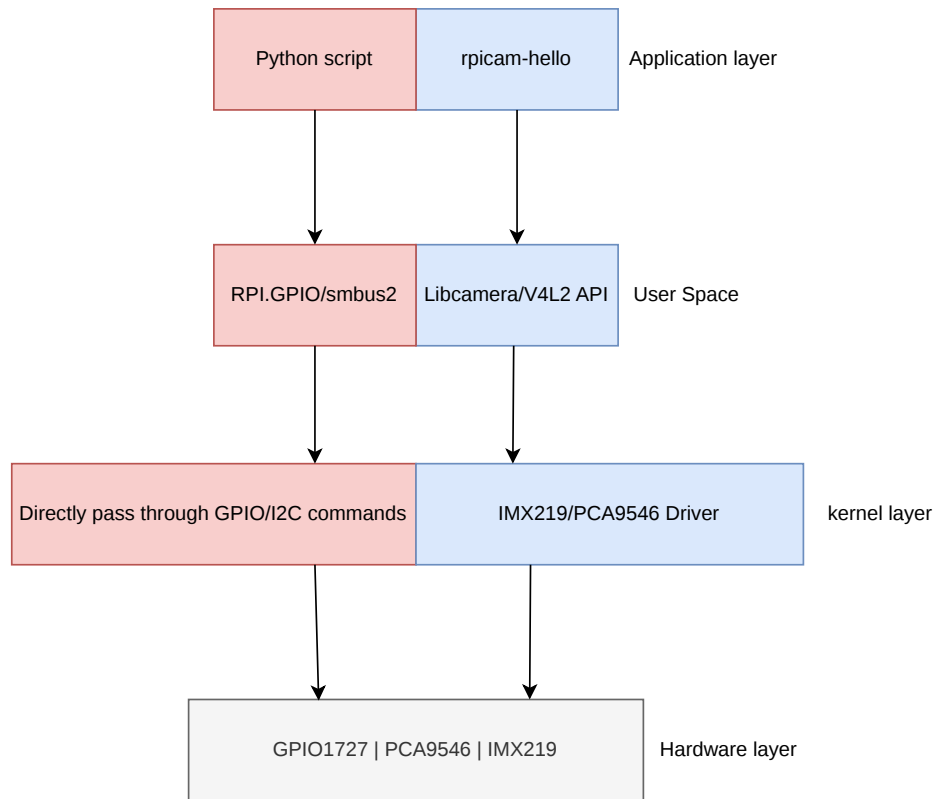 Python script
rpicam-hello
Application layer
RPI.GPIO/smbus2
Libcamera/V4L2 API
User Space
Directly pass through GPIO/I2C commands
IMX219/PCA9546 Driver
kernel layer
GPIO1727 | PCA9546 | IMX219
Hardware layer